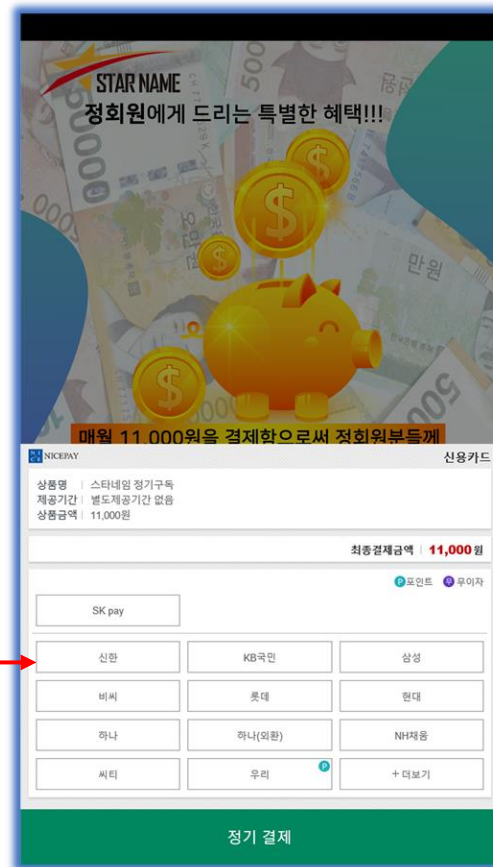 STAR NAME
정회원에게 드리는 특별한 혜택!!!
매월 11,000원을 결제함으로써 정회원분들께
NICEPAY 신용카드
상품명 스타네임 정기구독
제공기간 별도제공기간 없음
상품금액 11,000원
최종결제금액 11,000 원
P 포인트 무 무이자
SK pay
신한 KB국민 삼성
비씨 롯데 현대
하나 하나(외환) NH채움
씨티 우리 P + 더보기
정기 결제